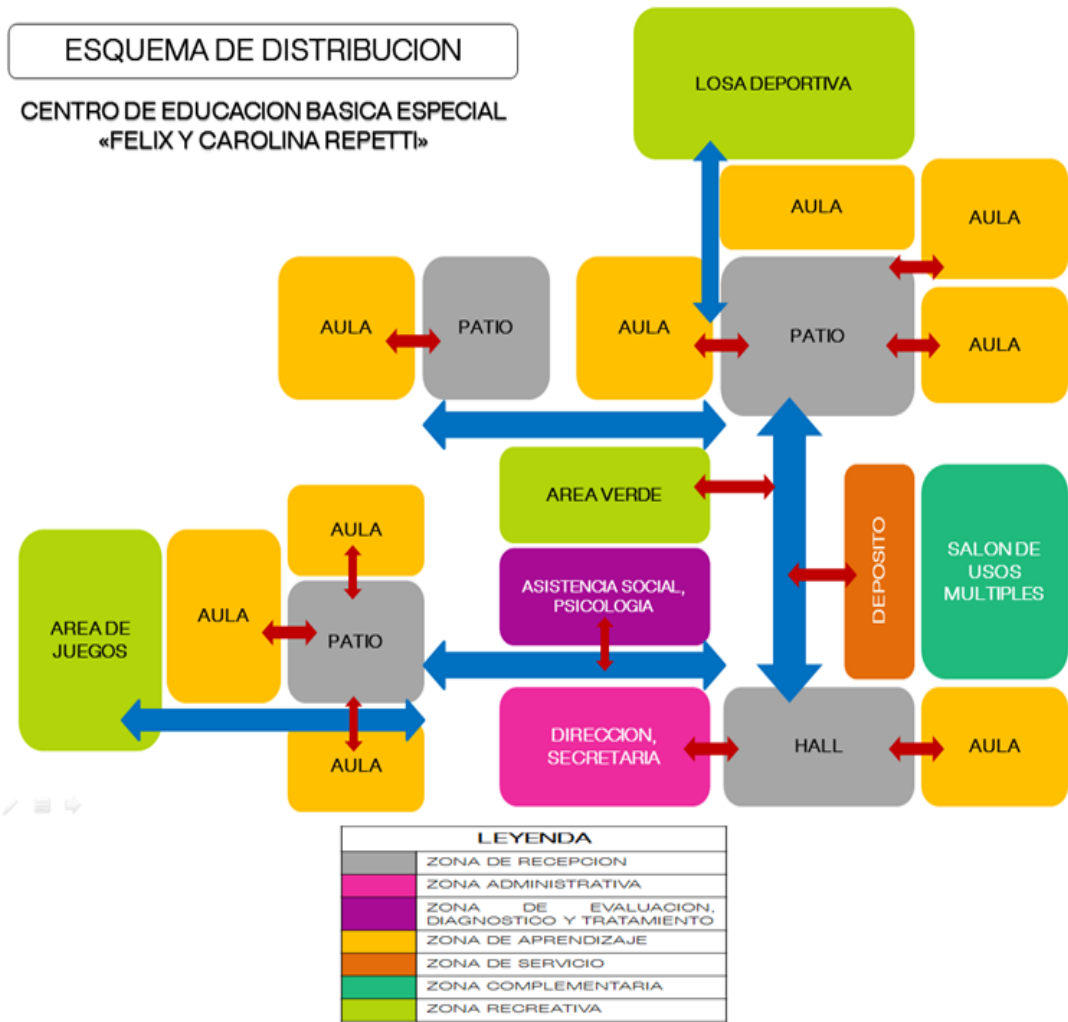 ESQUEMA DE DISTRIBUCION
CENTRO DE EDUCACION BASICA ESPECIAL
«FELIX Y CAROLINA REPETTI»
LOSA DEPORTIVA
AULA
AULA
AULA
PATIO
AULA
PATIO
AULA
AREA VERDE
DEPOSITO
SALON DE
USOS
MULTIPLES
AULA
ASISTENCIA SOCIAL,
PSICOLOGIA
AREA DE
JUEGOS
AULA
PATIO
AULA
DIRECCION,
SECRETARIA
HALL
AULA
LEYENDA
ZONA DE RECEPCION
ZONA ADMINISTRATIVA
ZONA DE EVALUACION,
DIAGNOSTICO Y TRATAMIENTO
ZONA DE APRENDIZAJE
ZONA DE SERVICIO
ZONA COMPLEMENTARIA
ZONA RECREATIVA